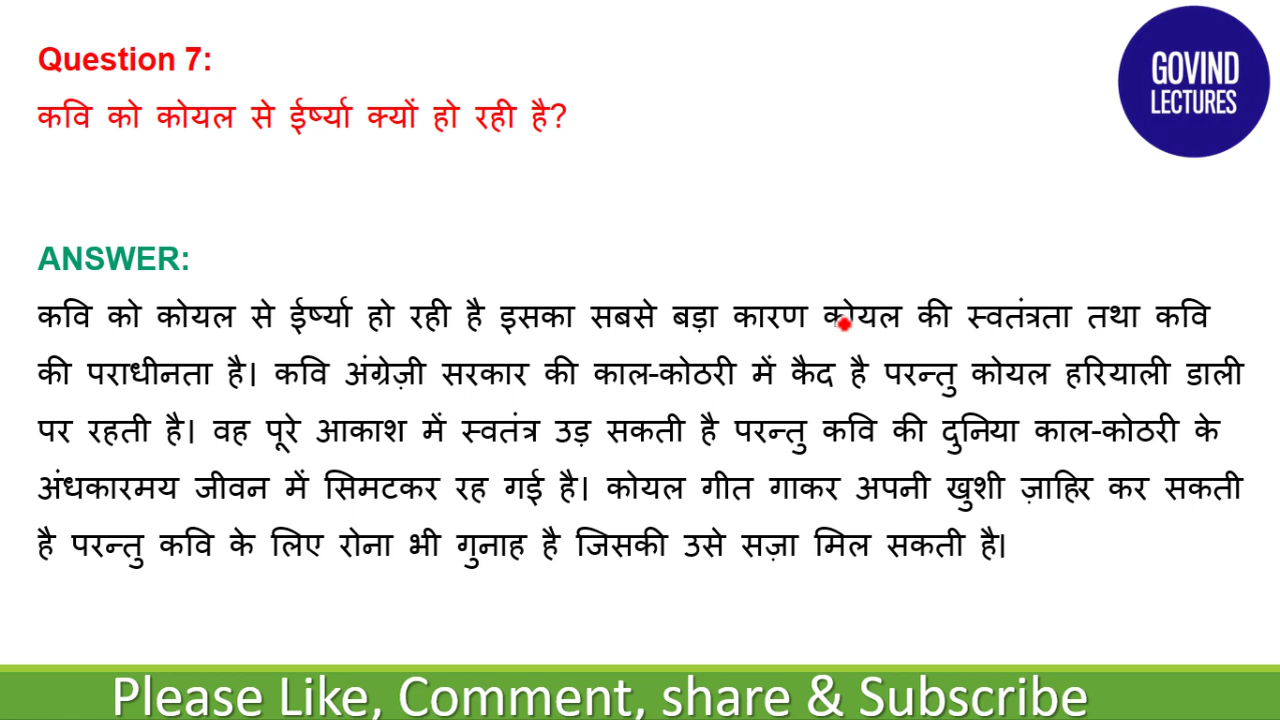 Question 7:
GOVIND
LECTURES
कवि को कोयल से ईर्ष्या क्यों हो रही है?
ANSWER:
कवि को कोयल से ईर्ष्या हो रही है इसका सबसे बड़ा कारण कोयल की स्वतंत्रता तथा कवि
की पराधीनता है। कवि अंग्रेज़ी सरकार की काल-कोठरी में कैद है परन्तु कोयल हरियाली डाली
पर रहती है। वह पूरे आकाश में स्वतंत्र उड़ सकती है परन्तु कवि की दुनिया काल-कोठरी के
अंधकारमय जीवन में सिमटकर रह गई है। कोयल गीत गाकर अपनी खुशी ज़ाहिर कर सकती
है परन्तु कवि के लिए रोना भी गुनाह है जिसकी उसे सज़ा मिल सकती है।
Please Like, Comment, share & Subscribe